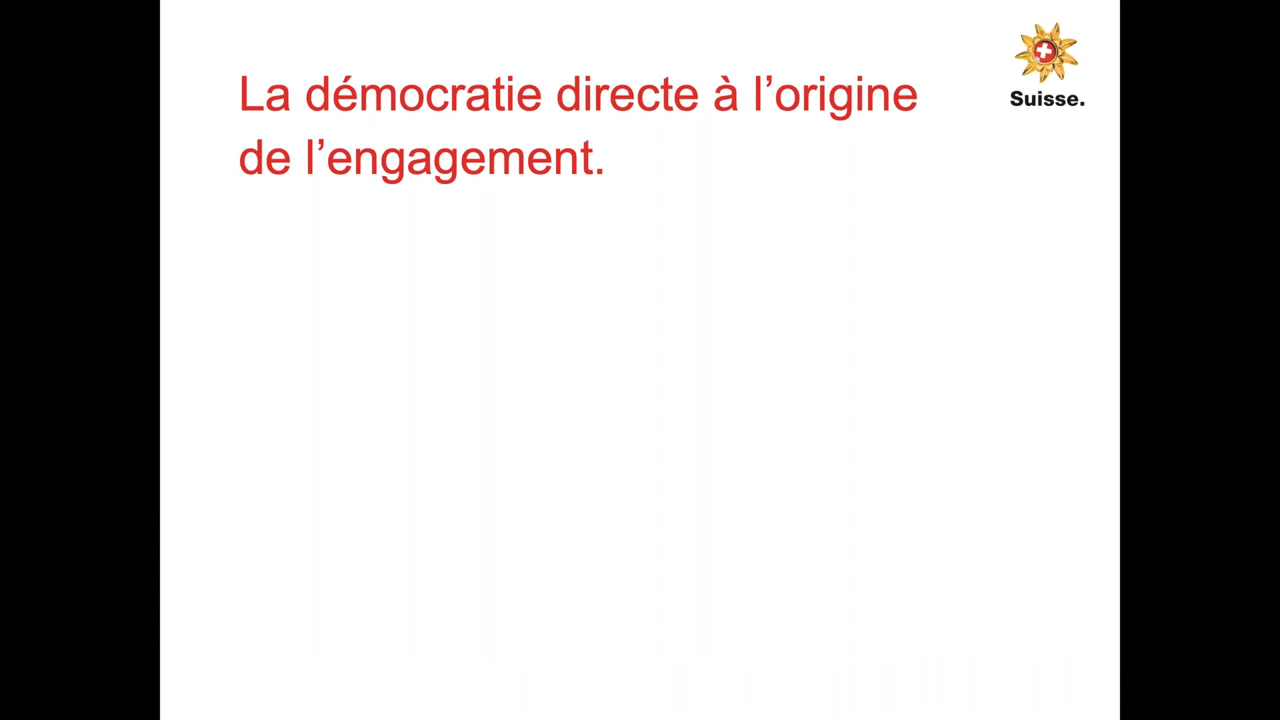 La démocratie directe à l’origine
de l’engagement.
Suisse.